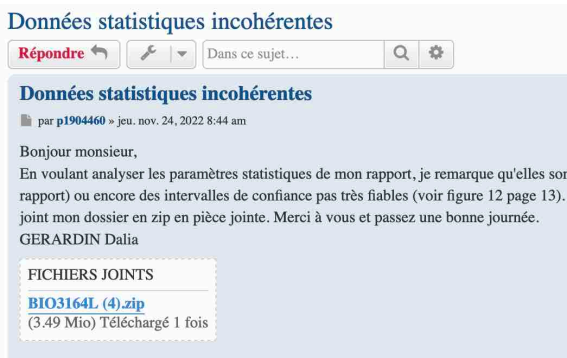 Données statistiques incohérentes
Répondre
Dans ce sujet…
Données statistiques incohérentes
par p1904460 » jeu. nov. 24, 2022 8:44 am
Bonjour monsieur,
En voulant analyser les paramètres statistiques de mon rapport, je remarque qu'elles
rapport) ou encore des intervalles de confiance pas très fiables (voir figure 12 page 13).
joint mon dossier en zip en pièce jointe. Merci à vous et passez une bonne journée.
GERARDIN Dalia
FICHIERS JOINTS
BIO3164L (4).zip
(3.49 Mio) Téléchargé 1 fois